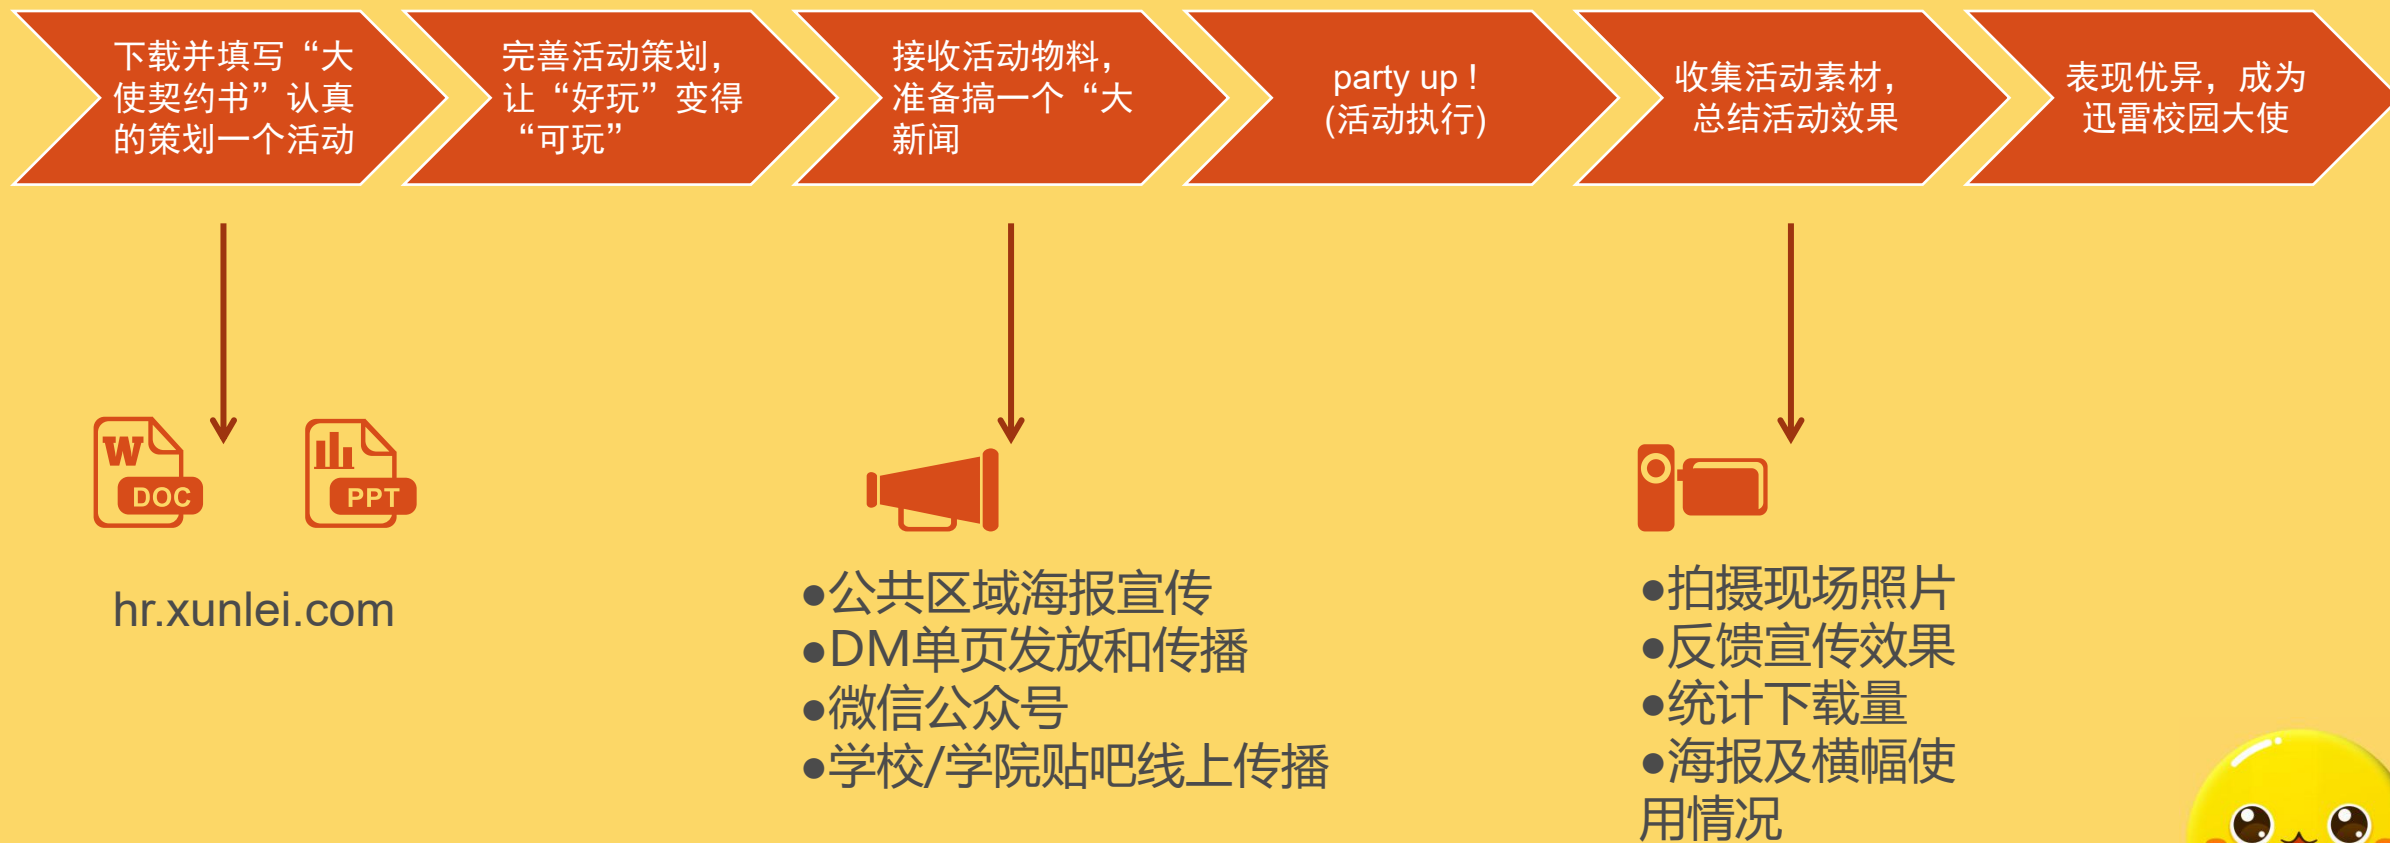 下载并填写“大
使契约书”认真
的策划一个活动
完善活动策划，
让“好玩”变得
“可玩”
接收活动物料，
准备搞一个“大
新闻
party up！
(活动执行)
收集活动素材，
总结活动效果
表现优异，成为
迅雷校园大使
W
DOC
PPT
hr.xunlei.com
●公共区域海报宣传
●DM单页发放和传播
●微信公众号
●学校/学院贴吧线上传播
●拍摄现场照片
●反馈宣传效果
●统计下载量
●海报及横幅使
用情况